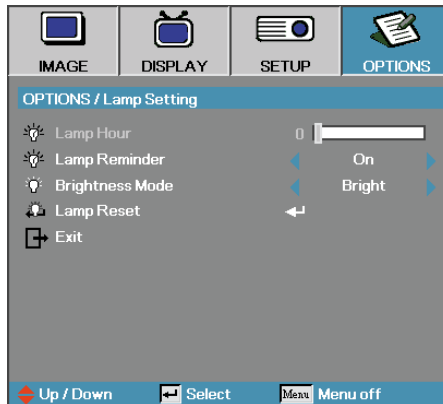 IMAGE DISPLAY SETUP OPTIONS
OPTIONS / Lamp Setting
Lamp Hour 0
Lamp Reminder On
Brightness Mode Bright
Lamp Reset
Exit
Up / Down Select Menu Menu off